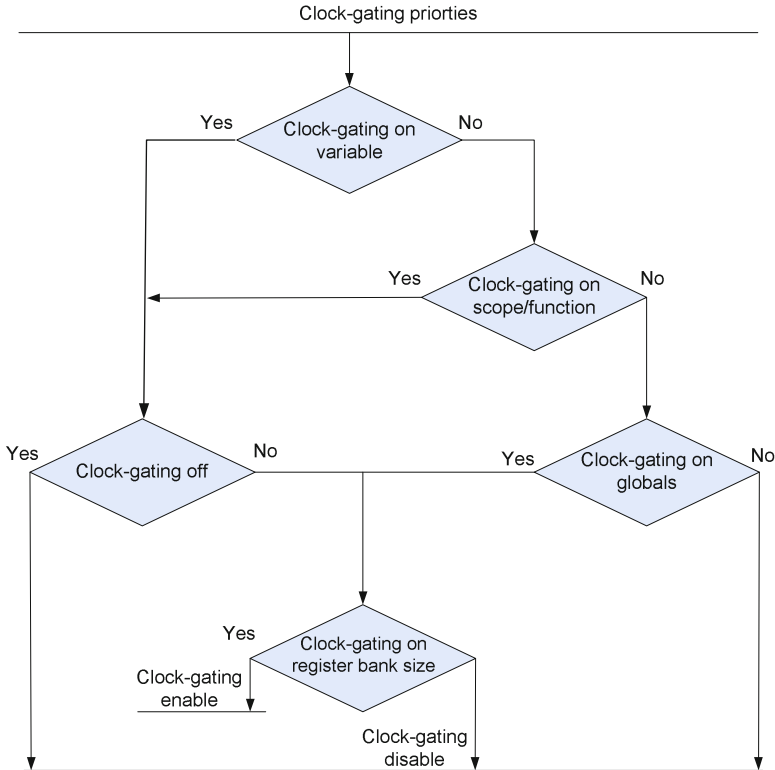 Clock-gating priorties
Yes
Clock-gating on
variable
No
Yes
Clock-gating on
scope/function
No
Yes
Clock-gating off
No
Yes
Clock-gating on
globals
No
Yes
Clock-gating on
register bank size
Clock-gating
enable
Clock-gating
disable